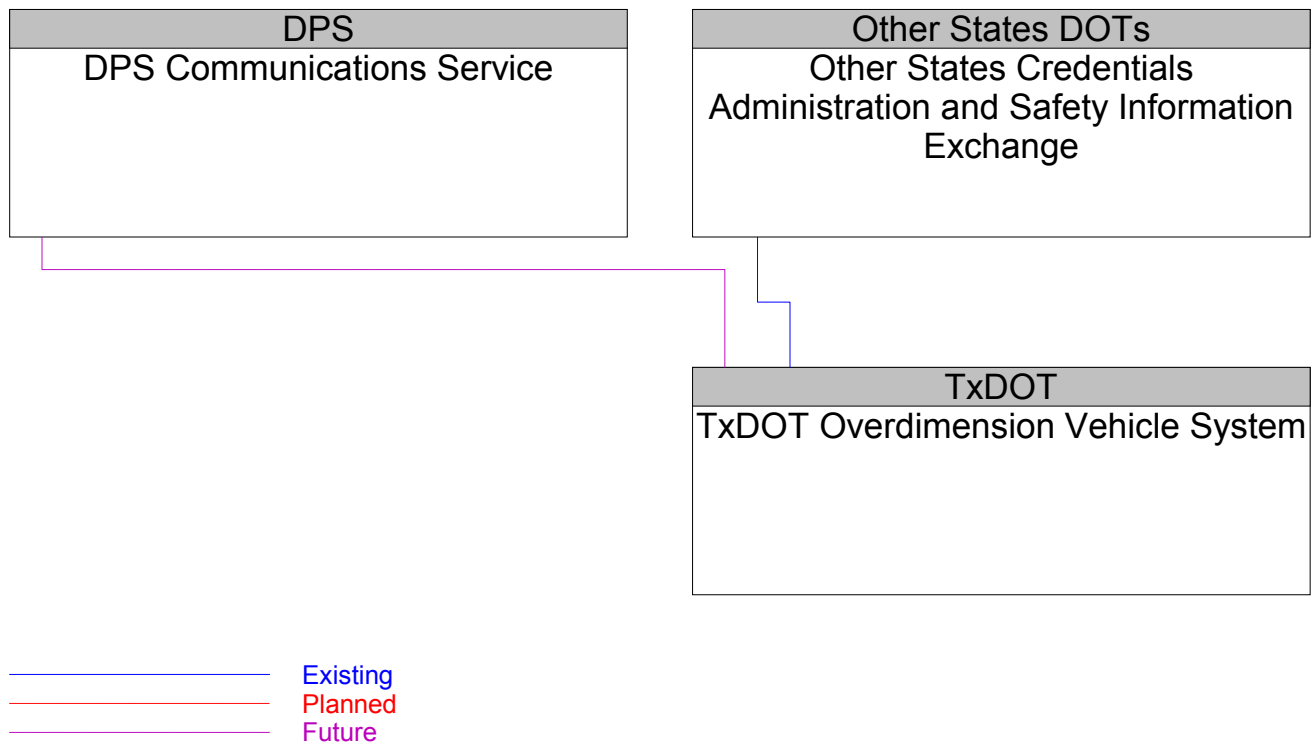 DPS
DPS Communications Service
Other States DOTs
Other States Credentials
Administration and Safety Information
Exchange
TxDOT
TxDOT Overdimension Vehicle System
Existing
Planned
Future